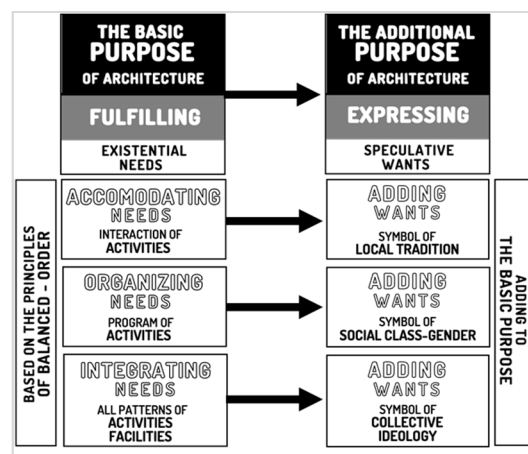 THE BASIC
PURPOSE
OF ARCHITECTURE
FULFILLING
EXISTENTIAL
NEEDS
THE ADDITIONAL
PURPOSE
OF ARCHITECTURE
EXPRESSING
SPECULATIVE
WANTS
BASED ON THE PRINCIPLES
OF BALANCED - ORDER
ACCOMODATING
NEEDS
INTERACTION OF
ACTIVITIES
ADDING
WANTS
SYMBOL OF
LOCAL TRADITION
ORGANIZING
NEEDS
PROGRAM OF
ACTIVITIES
ADDING
WANTS
SYMBOL OF
SOCIAL CLASS-GENDER
INTEGRATING
NEEDS
ALL PATTERNS OF
ACTIVITIES
FACILITIES
ADDING
WANTS
SYMBOL OF
COLLECTIVE
IDEOLOGY
ADDING TO
THE BASIC PURPOSE